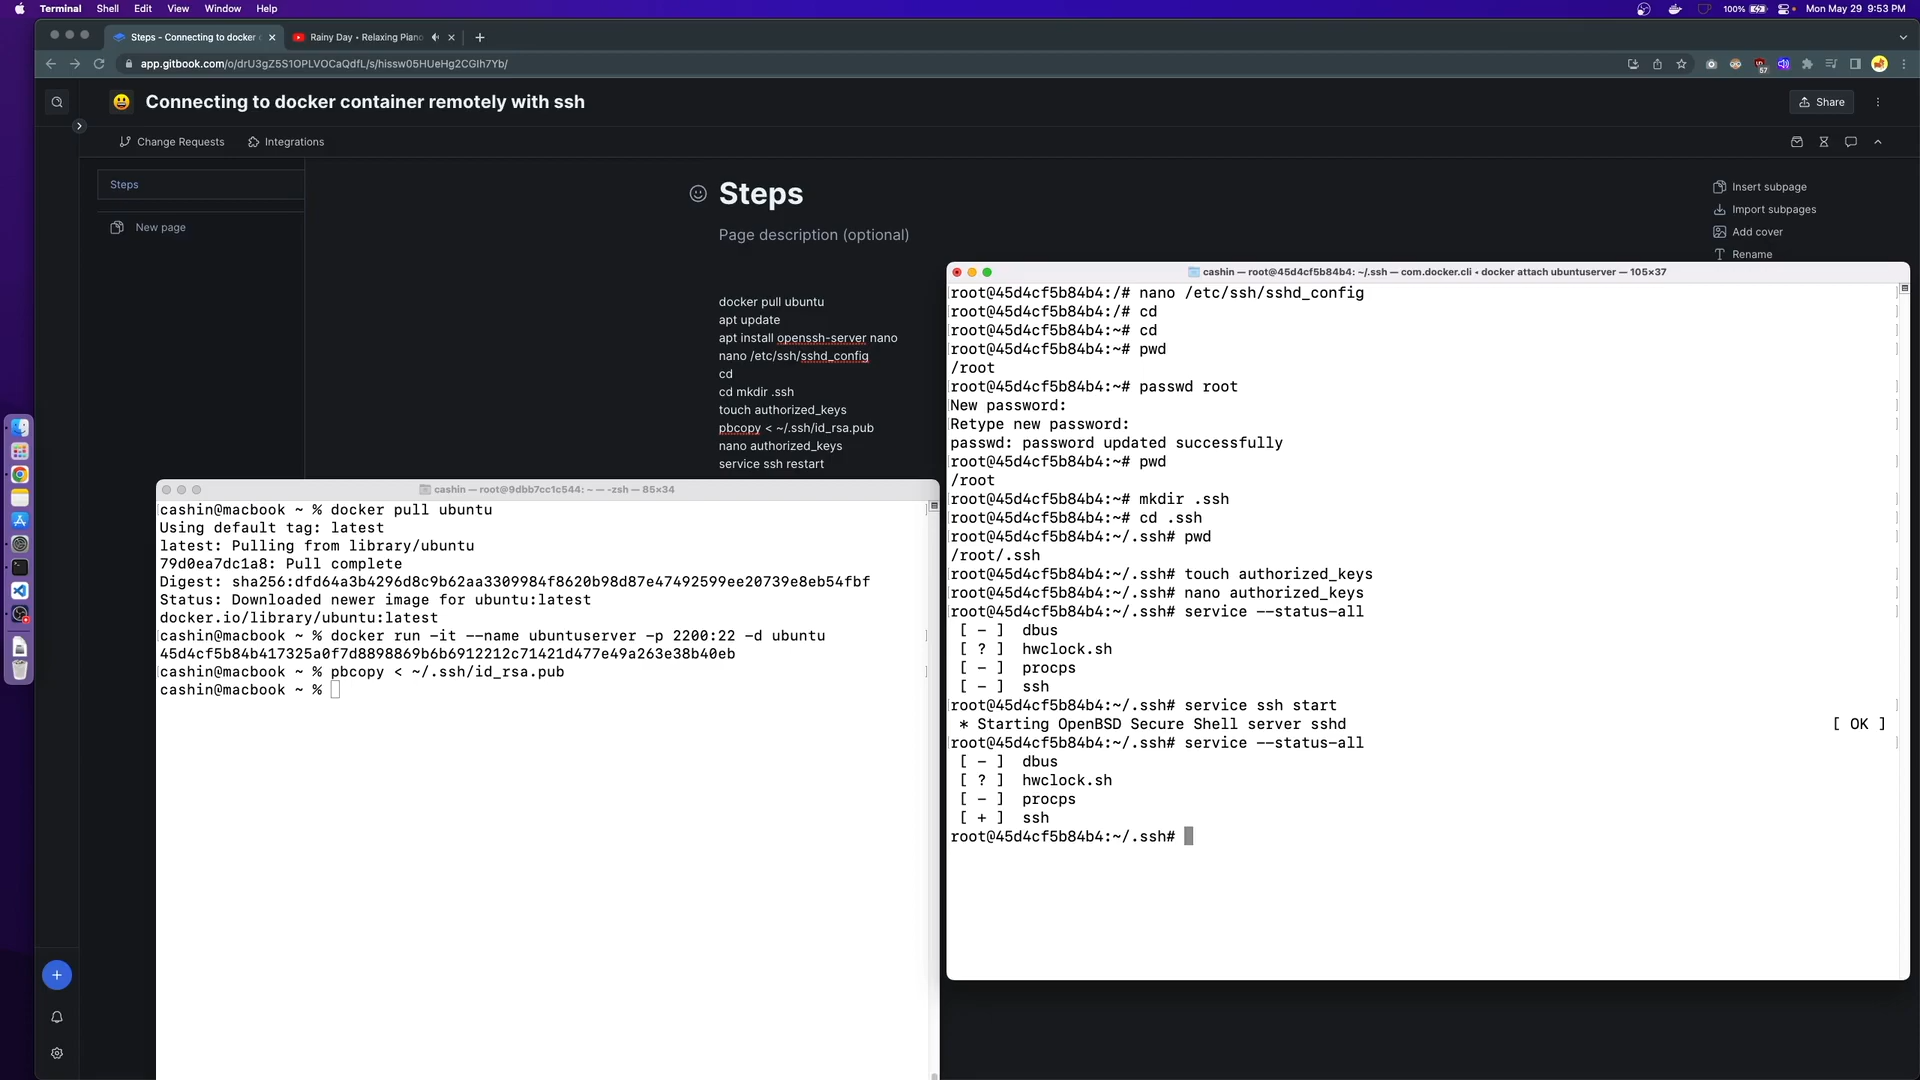 Terminal Shell Edit View Window Help 100% Mon May 29 9:53 PM
Steps - Connecting to docker Rainy Day • Relaxing Piano
app.gitbook.com/o/drU3gZ5S1OPLVOCaQdfL/s/hissw05HUeHg2CGlh7Yb/ 57
Connecting to docker container remotely with ssh Share
Change Requests Integrations
Steps
New page
Steps
Page description (optional)
Insert subpage
Import subpages
Add cover
Rename
docker pull ubuntu
apt update
apt install openssh-server nano
nano /etc/ssh/sshd_config
cd
cd mkdir .ssh
touch authorized_keys
pbcopy < ~/.ssh/id_rsa.pub
nano authorized_keys
service ssh restart
cashin — root@9dbb7cc1c544: ~ — -zsh — 85×34
cashin@macbook ~ % docker pull ubuntu
Using default tag: latest
latest: Pulling from library/ubuntu
79d0ea7dc1a8: Pull complete
Digest: sha256:dfd64a3b4296d8c9b62aa3309984f8620b98d87e47492599ee20739e8eb54fbf
Status: Downloaded newer image for ubuntu:latest
docker.io/library/ubuntu:latest
cashin@macbook ~ % docker run -it --name ubuntuserver -p 2200:22 -d ubuntu
45d4cf5b84b417325a0f7d8898869b6b6912212c71421d477e49a263e38b40eb
cashin@macbook ~ % pbcopy < ~/.ssh/id_rsa.pub
cashin@macbook ~ %
cashin — root@45d4cf5b84b4: ~/.ssh — com.docker.cli ◂ docker attach ubuntuserver — 105×37
root@45d4cf5b84b4:/# nano /etc/ssh/sshd_config
root@45d4cf5b84b4:/# cd
root@45d4cf5b84b4:~# cd
root@45d4cf5b84b4:~# pwd
/root
root@45d4cf5b84b4:~# passwd root
New password:
Retype new password:
passwd: password updated successfully
root@45d4cf5b84b4:~# pwd
/root
root@45d4cf5b84b4:~# mkdir .ssh
root@45d4cf5b84b4:~# cd .ssh
root@45d4cf5b84b4:~/.ssh# pwd
/root/.ssh
root@45d4cf5b84b4:~/.ssh# touch authorized_keys
root@45d4cf5b84b4:~/.ssh# nano authorized_keys
root@45d4cf5b84b4:~/.ssh# service --status-all
[ - ] dbus
[ ? ] hwclock.sh
[ - ] procps
[ - ] ssh
root@45d4cf5b84b4:~/.ssh# service ssh start
* Starting OpenBSD Secure Shell server sshd [ OK ]
root@45d4cf5b84b4:~/.ssh# service --status-all
[ - ] dbus
[ ? ] hwclock.sh
[ - ] procps
[ + ] ssh
root@45d4cf5b84b4:~/.ssh#